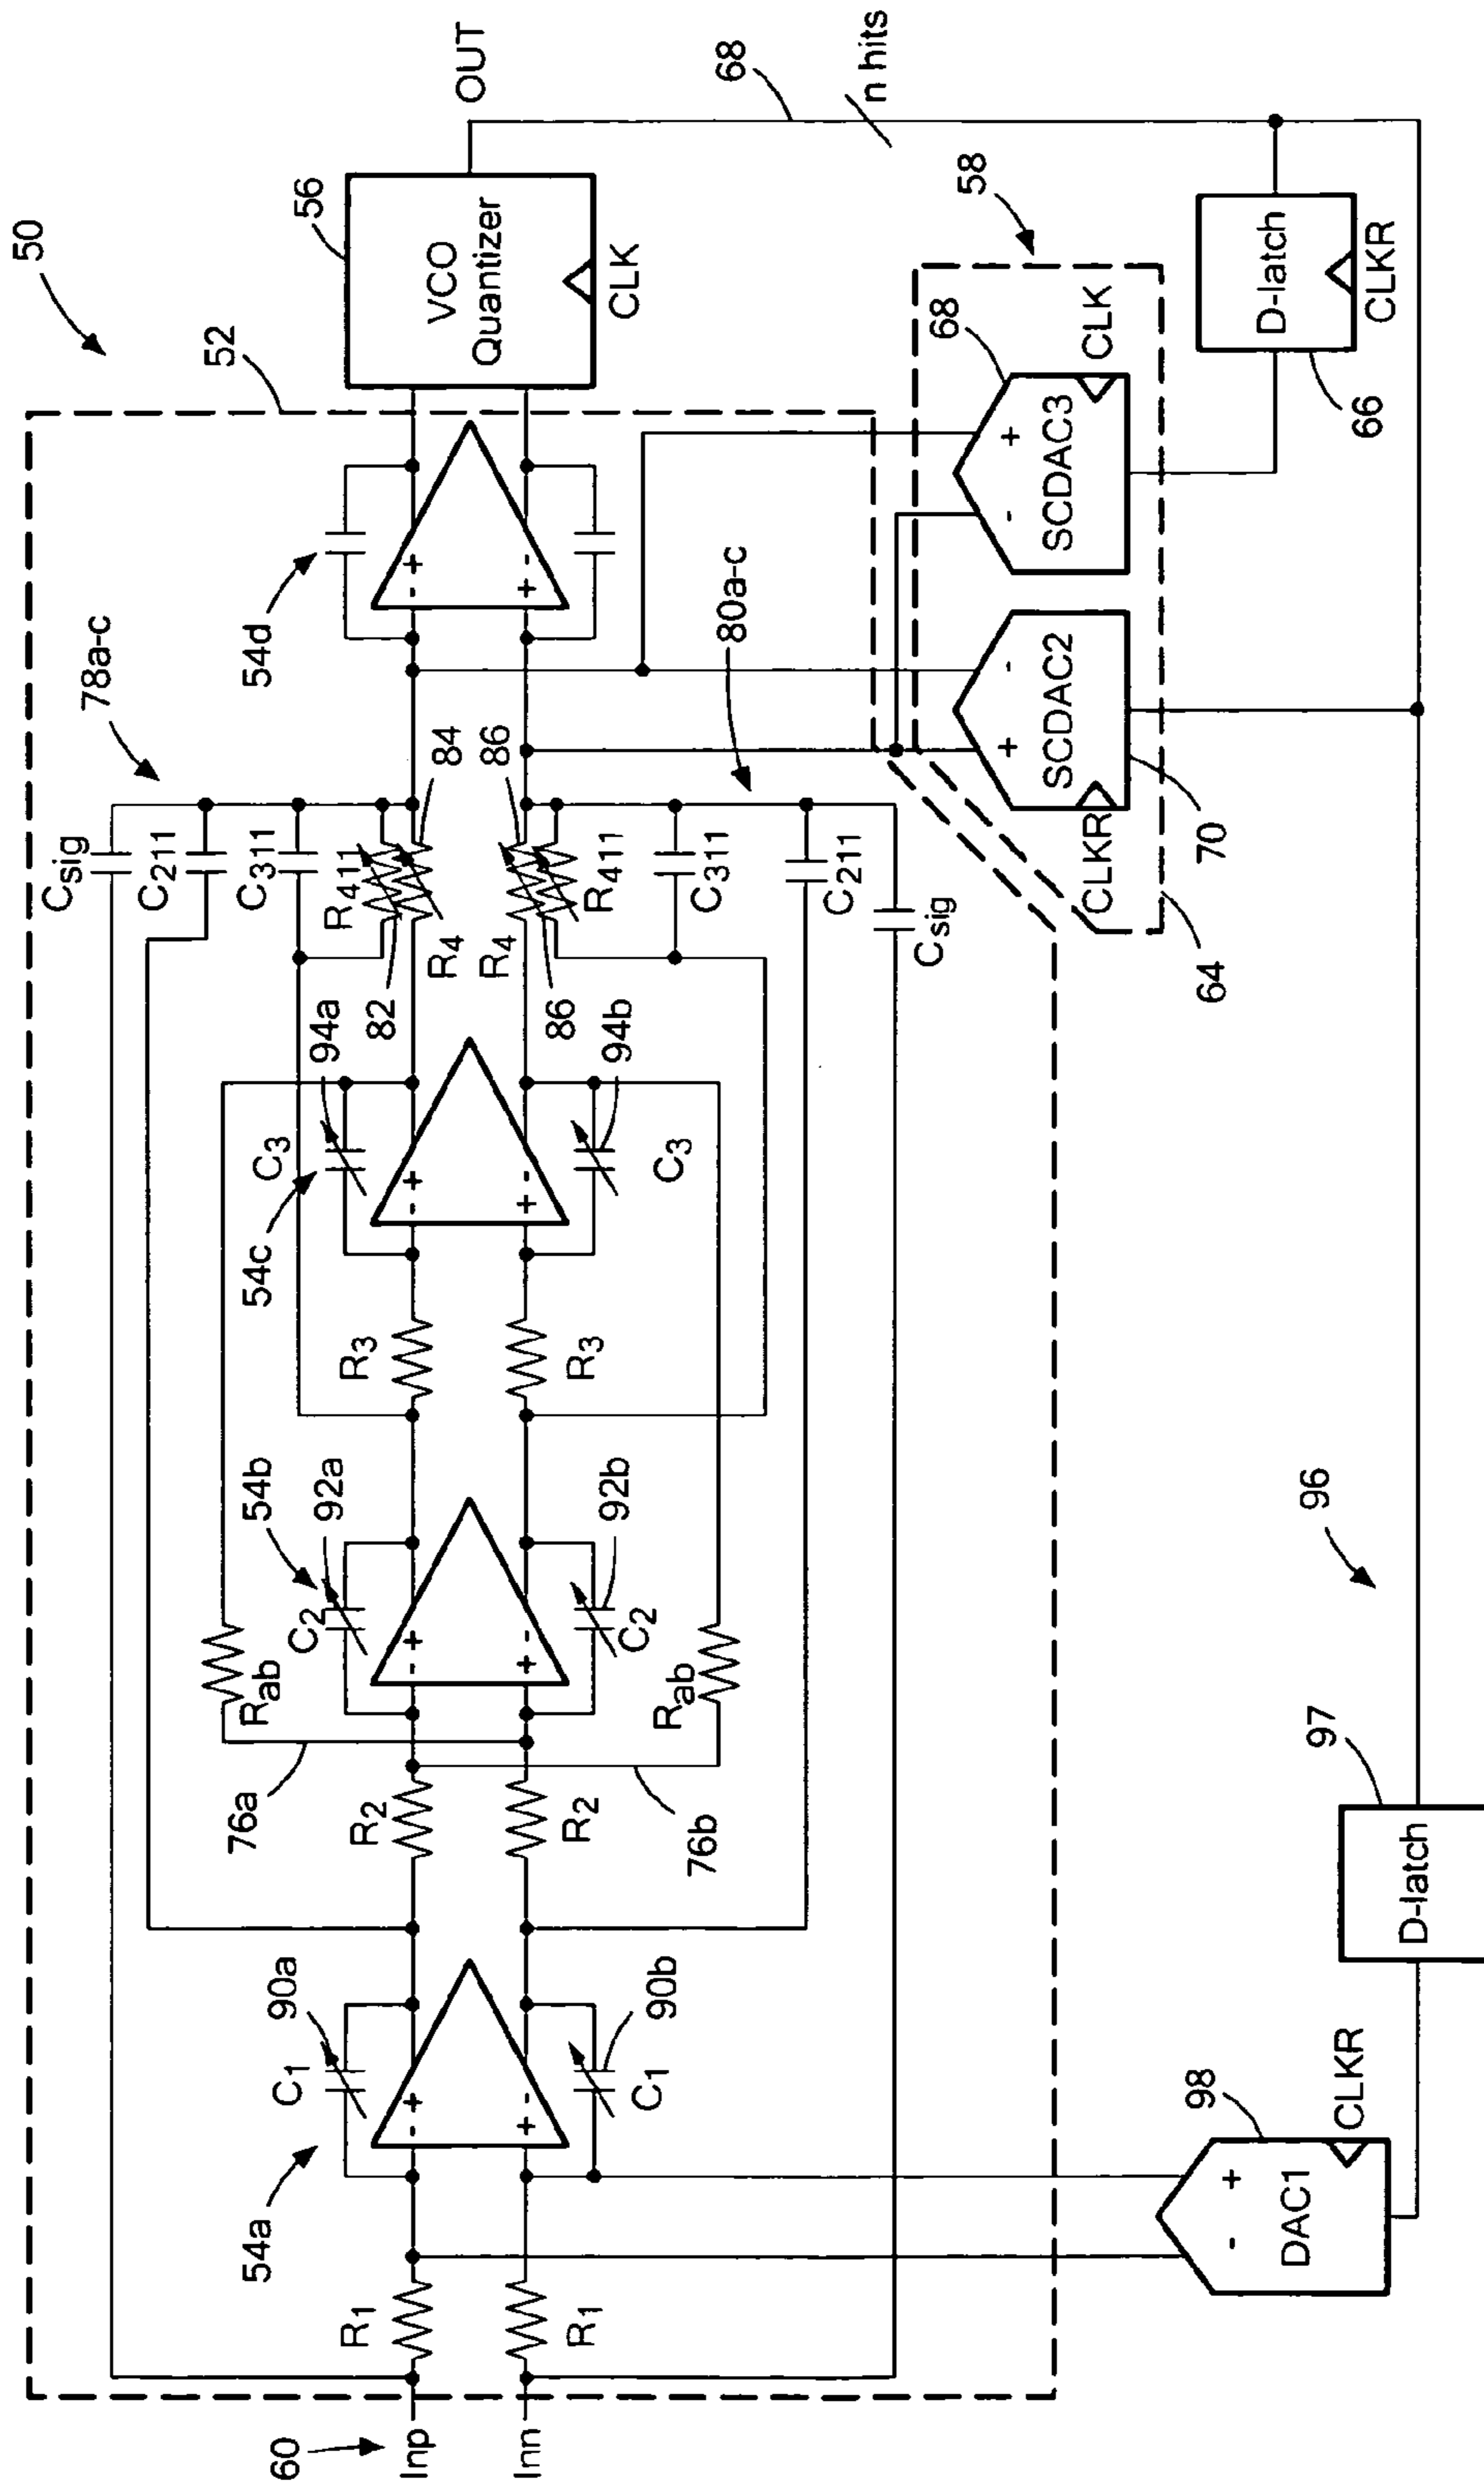 50
52
78a-c
Csig
C211
C311
R411
82
R4
84
R4
86
86
R411
C311
C211
Csig
80a-c
54d
+ -
- +
56
VCO
Quantizer
CLK
OUT
68
n hits
58
68
+ -
SCDAC3
CLK
D-latch
CLKR
66
- +
SCDAC2
CLKR
70
64
54c
C3
94a
+ -
- +
94b
C3
R3
R3
54b
92a
C2
+ -
- +
92b
C2
Rab
Rab
76a
76b
R2
R2
54a
C1
90a
+ -
- +
90b
C1
R1
R1
60
Inp
Inn
96
97
D-latch
98
CLKR
- +
DAC1